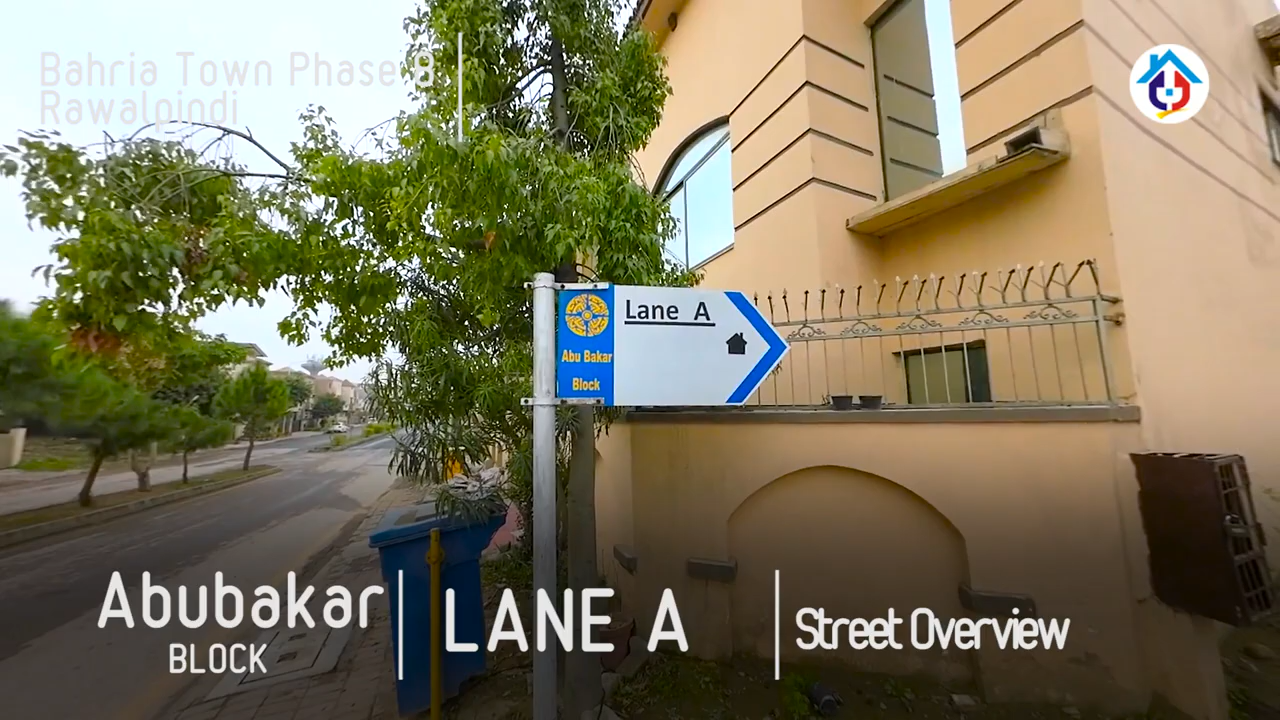 Bahria Town Phase 8
Rawalpindi
Lane A
Abu Bakar
Block
Abubakar
BLOCK
LANE A
Street Overview